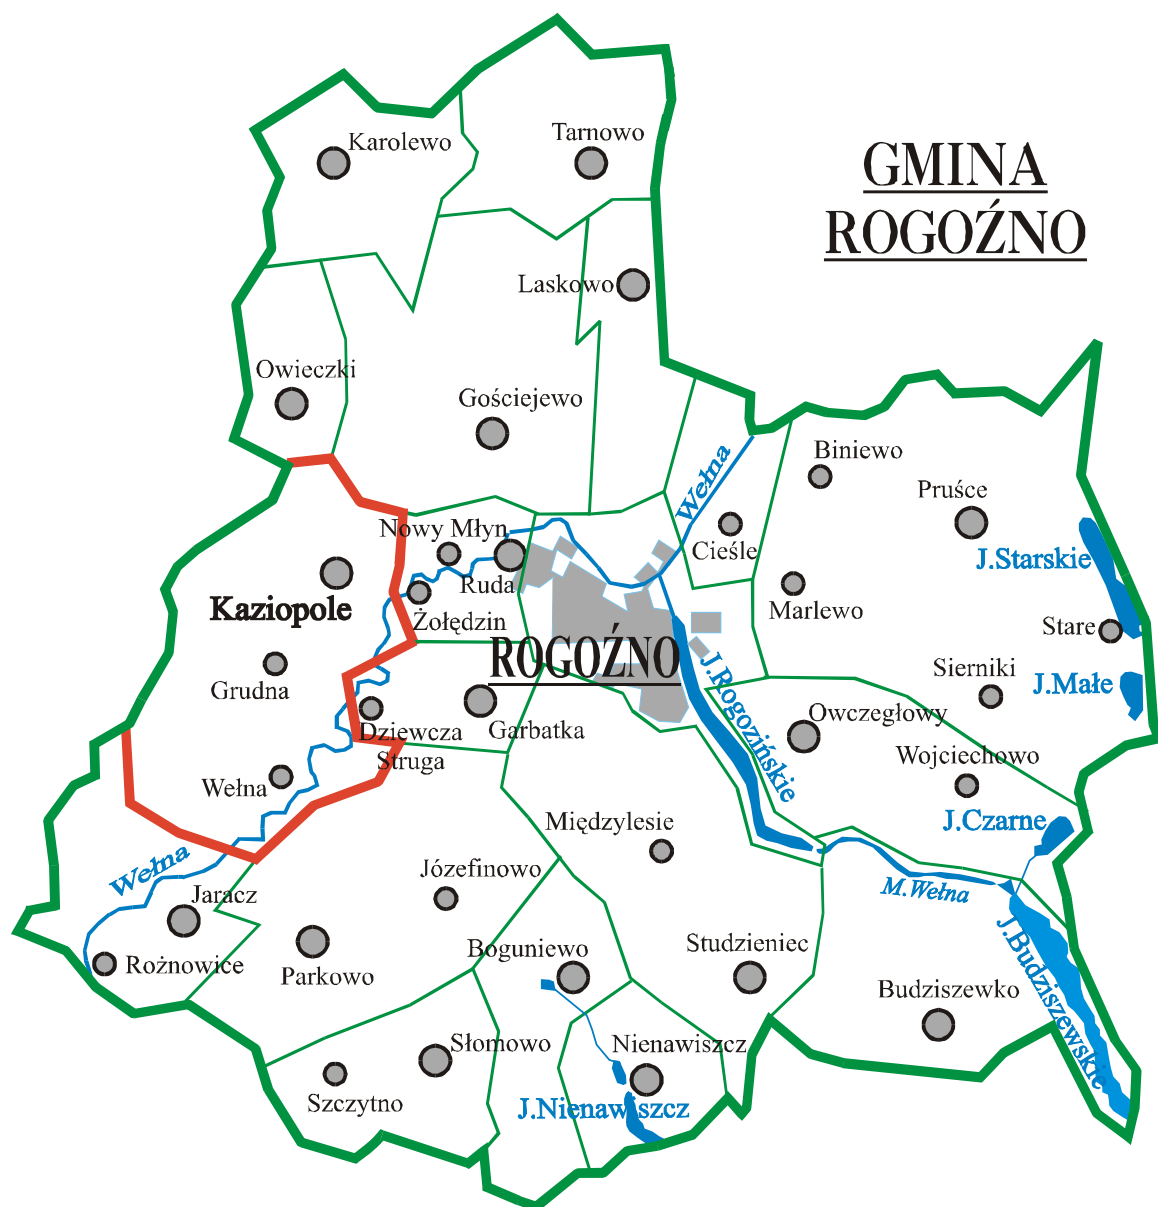 GMINA
ROGOŹNO
Karolewo
Tarnowo
Laskowo
Owieczki
Gościejewo
Wełna
Biniewo
Pruśce
Nowy Młyn
Cieśle
J.Starskie
Ruda
Kaziopole
Żołędzin
Marlewo
Stare
ROGOŹNO
J.Rogozińskie
Grudna
Sierniki
J.Małe
Owczegłowy
Dziewcza
Struga
Garbatka
Wojciechowo
Wełna
Międzylesie
J.Czarne
Wełna
Józefinowo
M.Wełna
Jaracz
J.Budziszewskie
Boguniewo
Studzieniec
Rożnowice
Parkowo
Budziszewko
Słomowo
Nienawiszcz
Szczytno
J.Nienawiszcz